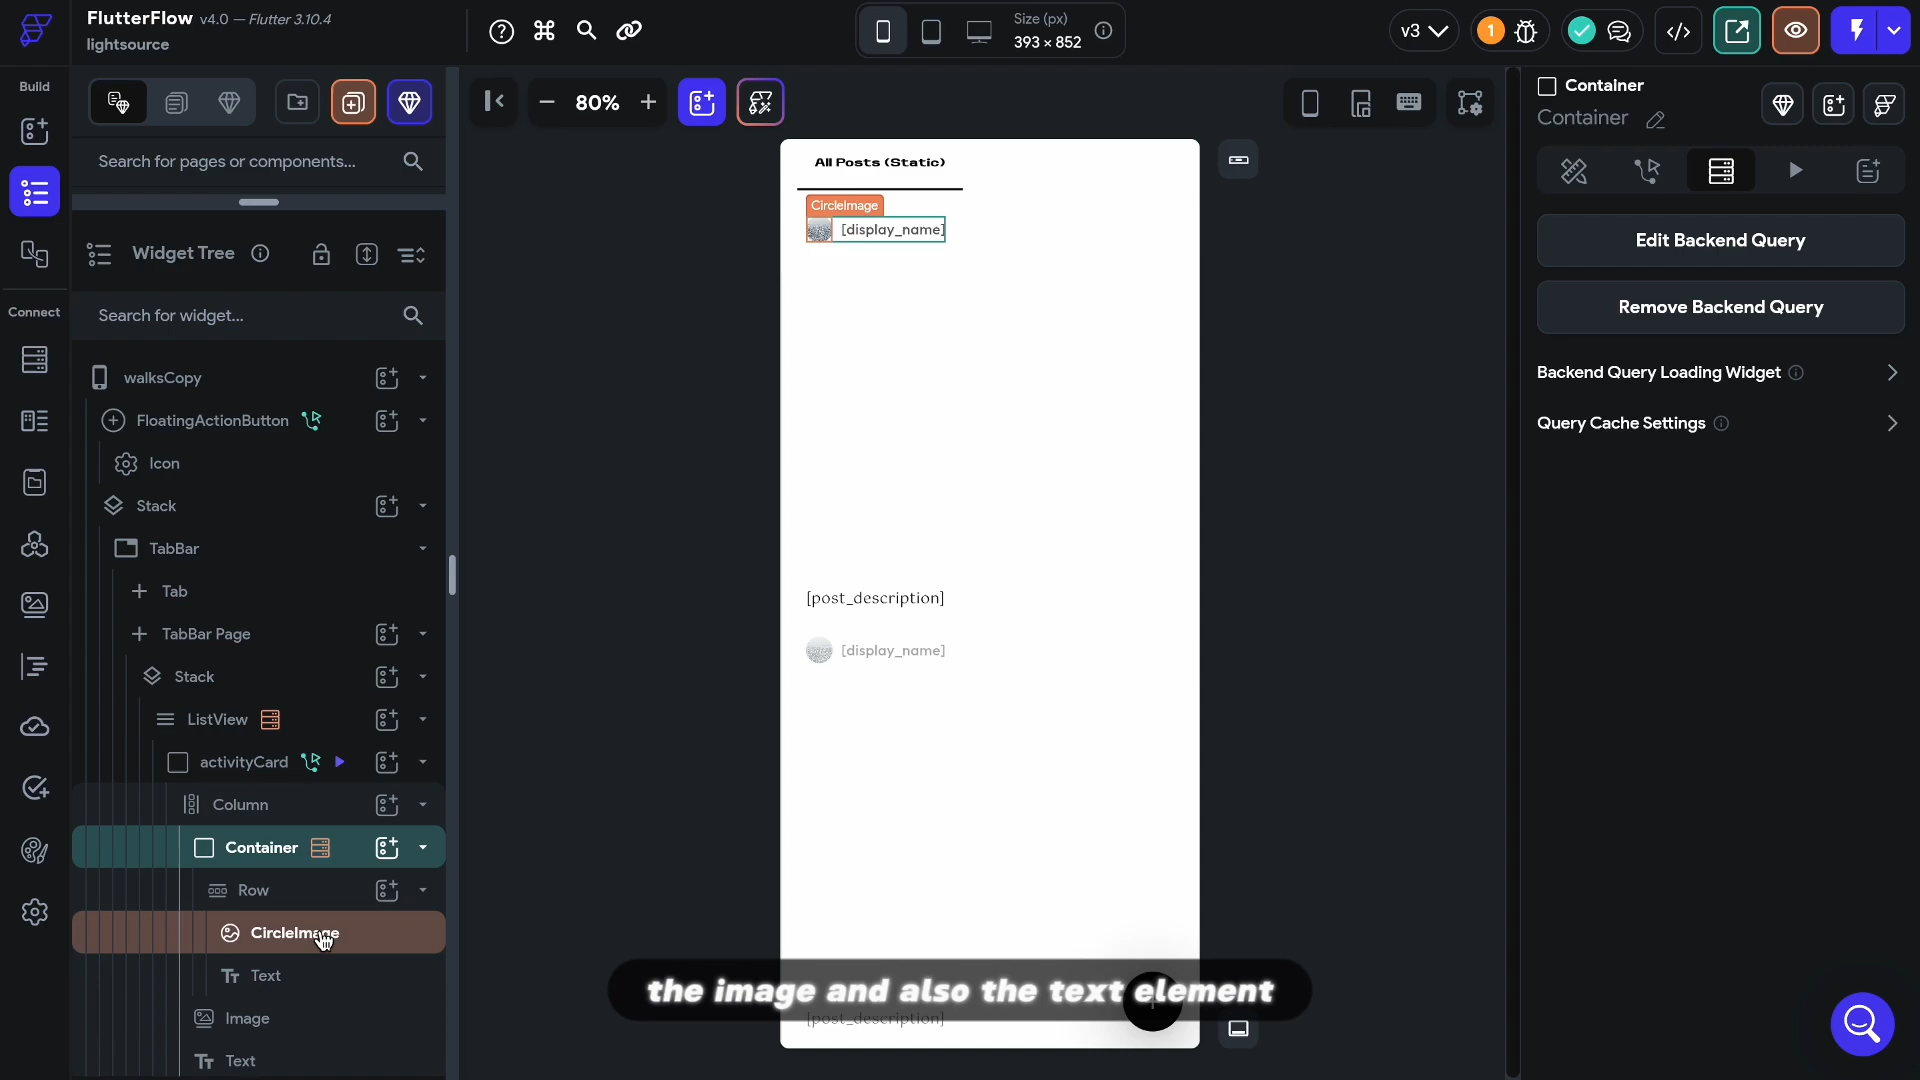 FlutterFlow v4.0 — Flutter 3.10.4
lightsource
Size (px)
393 × 852
v3
1
Build
Connect
Search for pages or components...
Widget Tree
Search for widget...
walksCopy
FloatingActionButton
Icon
Stack
TabBar
Tab
TabBar Page
Stack
ListView
activityCard
Column
Container
Row
CircleImage
Text
Image
Text
80%
All Posts (Static)
CircleImage
[display_name]
[post_description]
[display_name]
the image and also the text element
[post_description]
Container
Container
Edit Backend Query
Remove Backend Query
Backend Query Loading Widget
Query Cache Settings